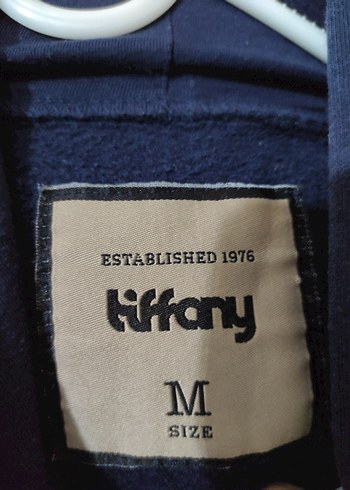 ESTABLISHED 1976
tiffany
M
SIZE